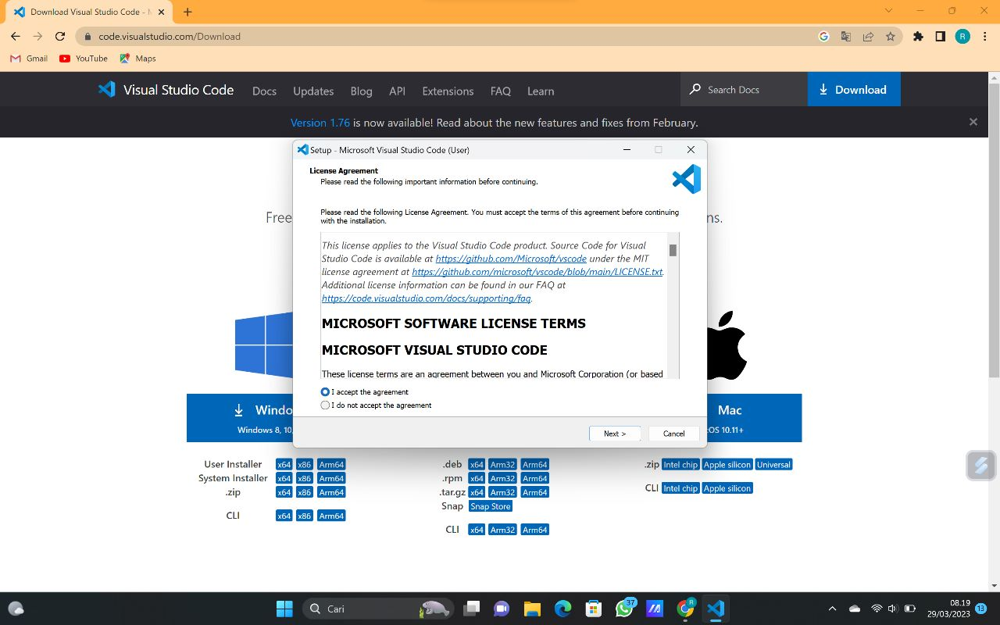 Download Visual Studio Code - 
code.visualstudio.com/Download
R
Gmail YouTube Maps
Visual Studio Code Docs Updates Blog API Extensions FAQ Learn Search Docs Download
Version 1.76 is now available! Read about the new features and fixes from February.
Setup - Microsoft Visual Studio Code (User)
License Agreement
Please read the following important information before continuing.
Please read the following License Agreement. You must accept the terms of this agreement before continuing
with the installation.
Free
ns.
This license applies to the Visual Studio Code product. Source Code for Visual
Studio Code is available at https://github.com/Microsoft/vscode under the MIT
license agreement at https://github.com/microsoft/vscode/blob/main/LICENSE.txt.
Additional license information can be found in our FAQ at
https://code.visualstudio.com/docs/supporting/faq.
MICROSOFT SOFTWARE LICENSE TERMS
MICROSOFT VISUAL STUDIO CODE
These license terms are an agreement between you and Microsoft Corporation (or based
I accept the agreement
I do not accept the agreement
Next > Cancel
Windo
Windows 8, 10,
Mac
OS 10.11+
User Installer x64 x86 Arm64
System Installer x64 x86 Arm64
.zip x64 x86 Arm64
CLI x64 x86 Arm64
.deb x64 Arm32 Arm64
.rpm x64 Arm32 Arm64
.tar.gz x64 Arm32 Arm64
Snap Snap Store
CLI x64 Arm32 Arm64
.zip Intel chip Apple silicon Universal
CLI Intel chip Apple silicon
Cari
37
R
08.19
29/03/2023
13